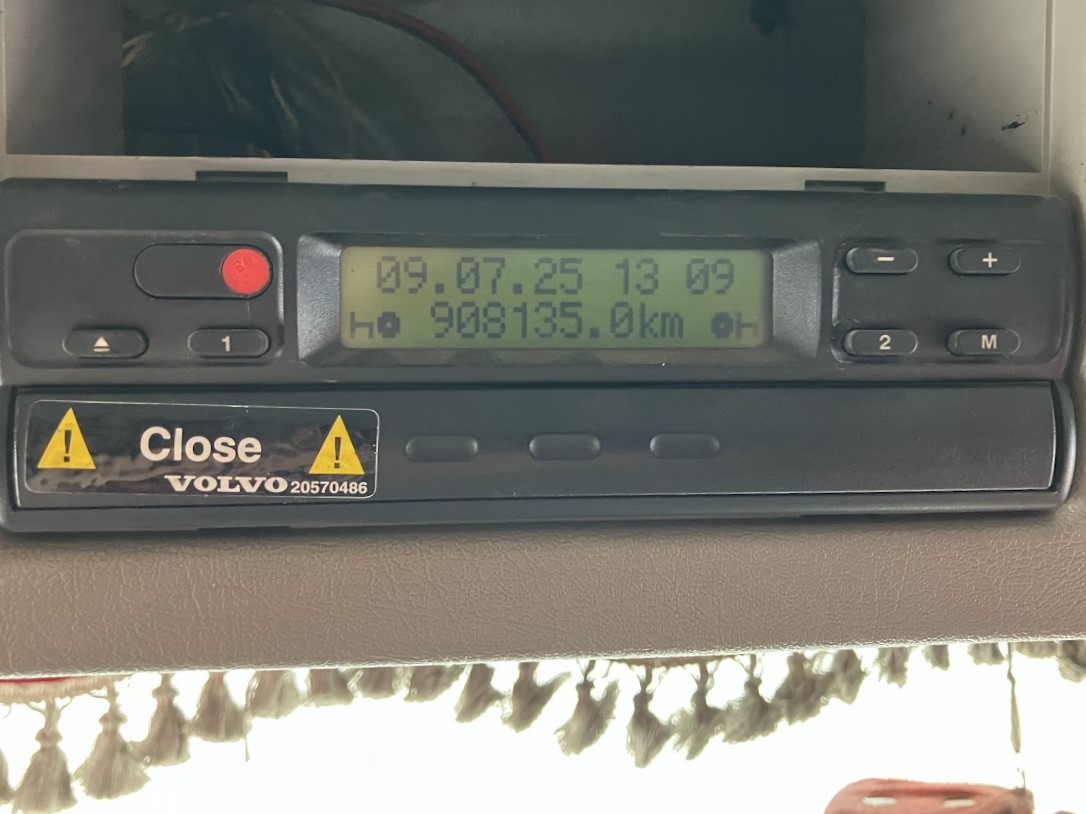 09.07.25 13 09
908135.0km
1
- +
2 M
Close
VOLVO 20570486